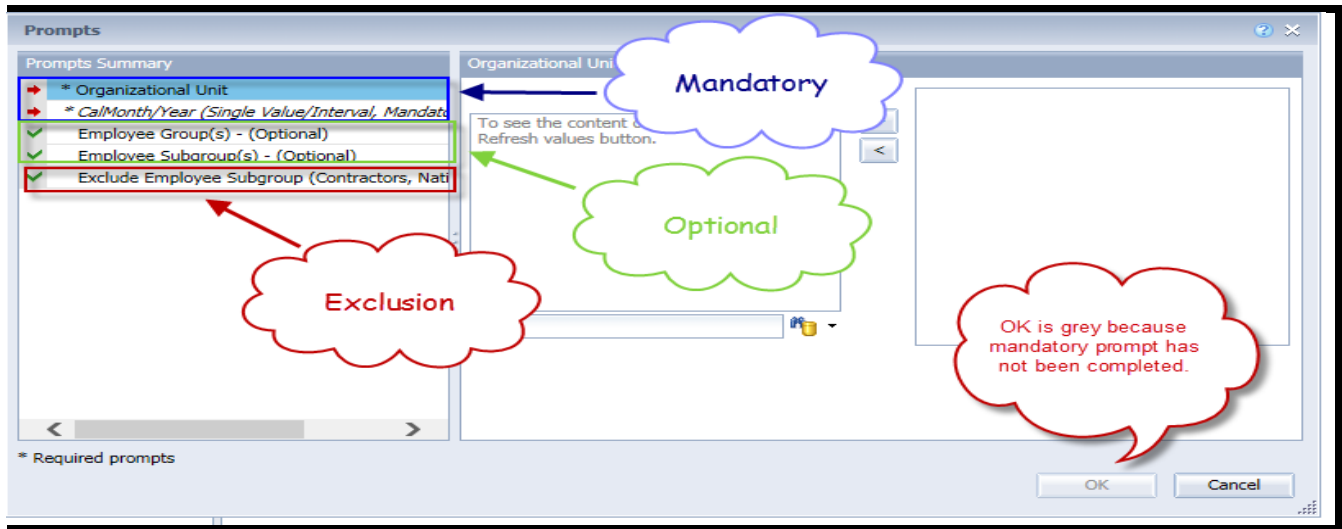 Prompts
Prompts Summary
Organizational Uni
* Organizational Unit
* CalMonth/Year (Single Value/Interval, Mandato
Employee Group(s) - (Optional)
Employee Subgroup(s) - (Optional)
Exclude Employee Subgroup (Contractors, Nati
To see the content o
Refresh values button.
<
Mandatory
Optional
Exclusion
OK is grey because
mandatory prompt has
not been completed.
* Required prompts
OK
Cancel